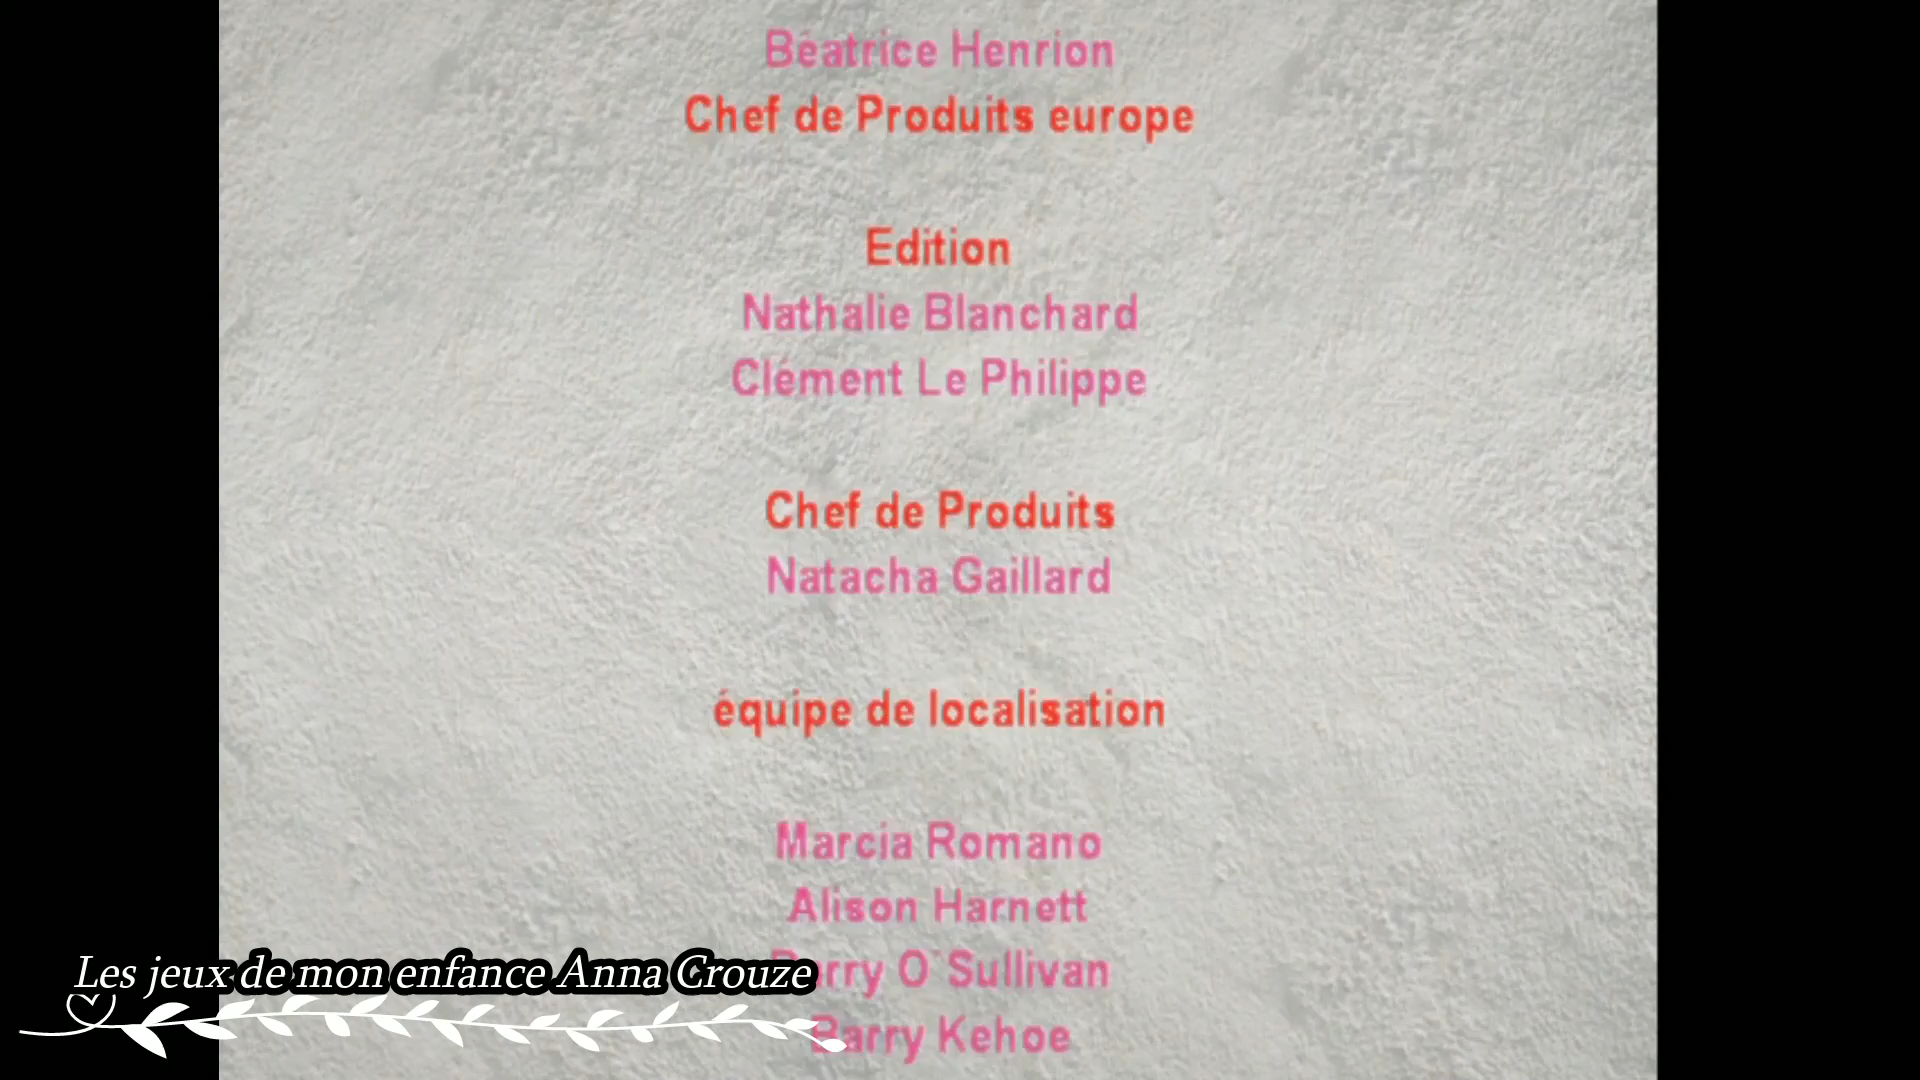 Béatrice Henrion
Chef de Produits europe
Edition
Nathalie Blanchard
Clément Le Philippe
Chef de Produits
Natacha Gaillard
équipe de localisation
Marcia Romano
Alison Harnett
O`Sullivan
Barry Kehoe
Les jeux de mon enfance Anna Crouze